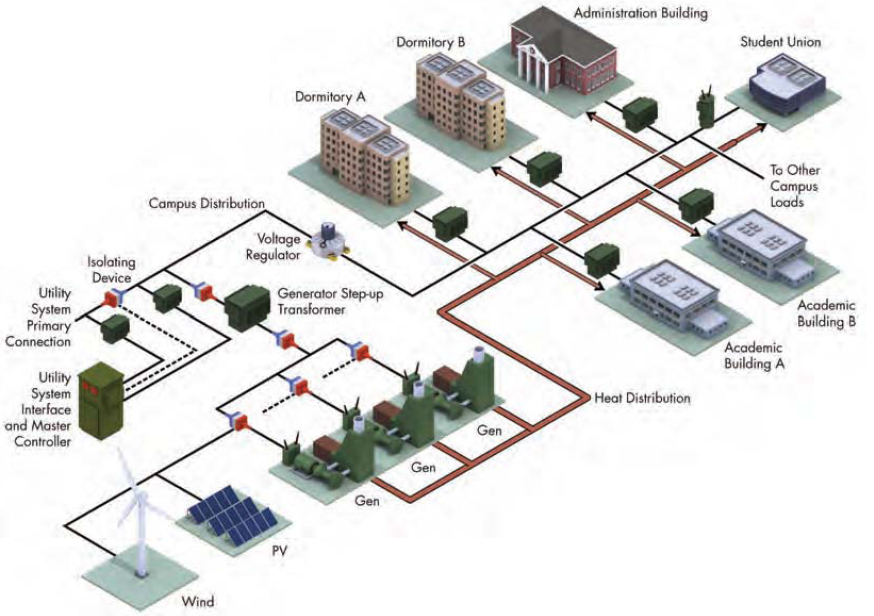 Administration Building
Dormitory B
Student Union
Dormitory A
To Other
Campus
Loads
Campus Distribution
Voltage
Regulator
Isolating
Device
Utility
System
Primary
Connection
Generator Step-up
Transformer
Academic
Building B
Academic
Building A
Utility
System
Interface
and Master
Controller
Heat Distribution
Gen
Gen
Gen
PV
Wind